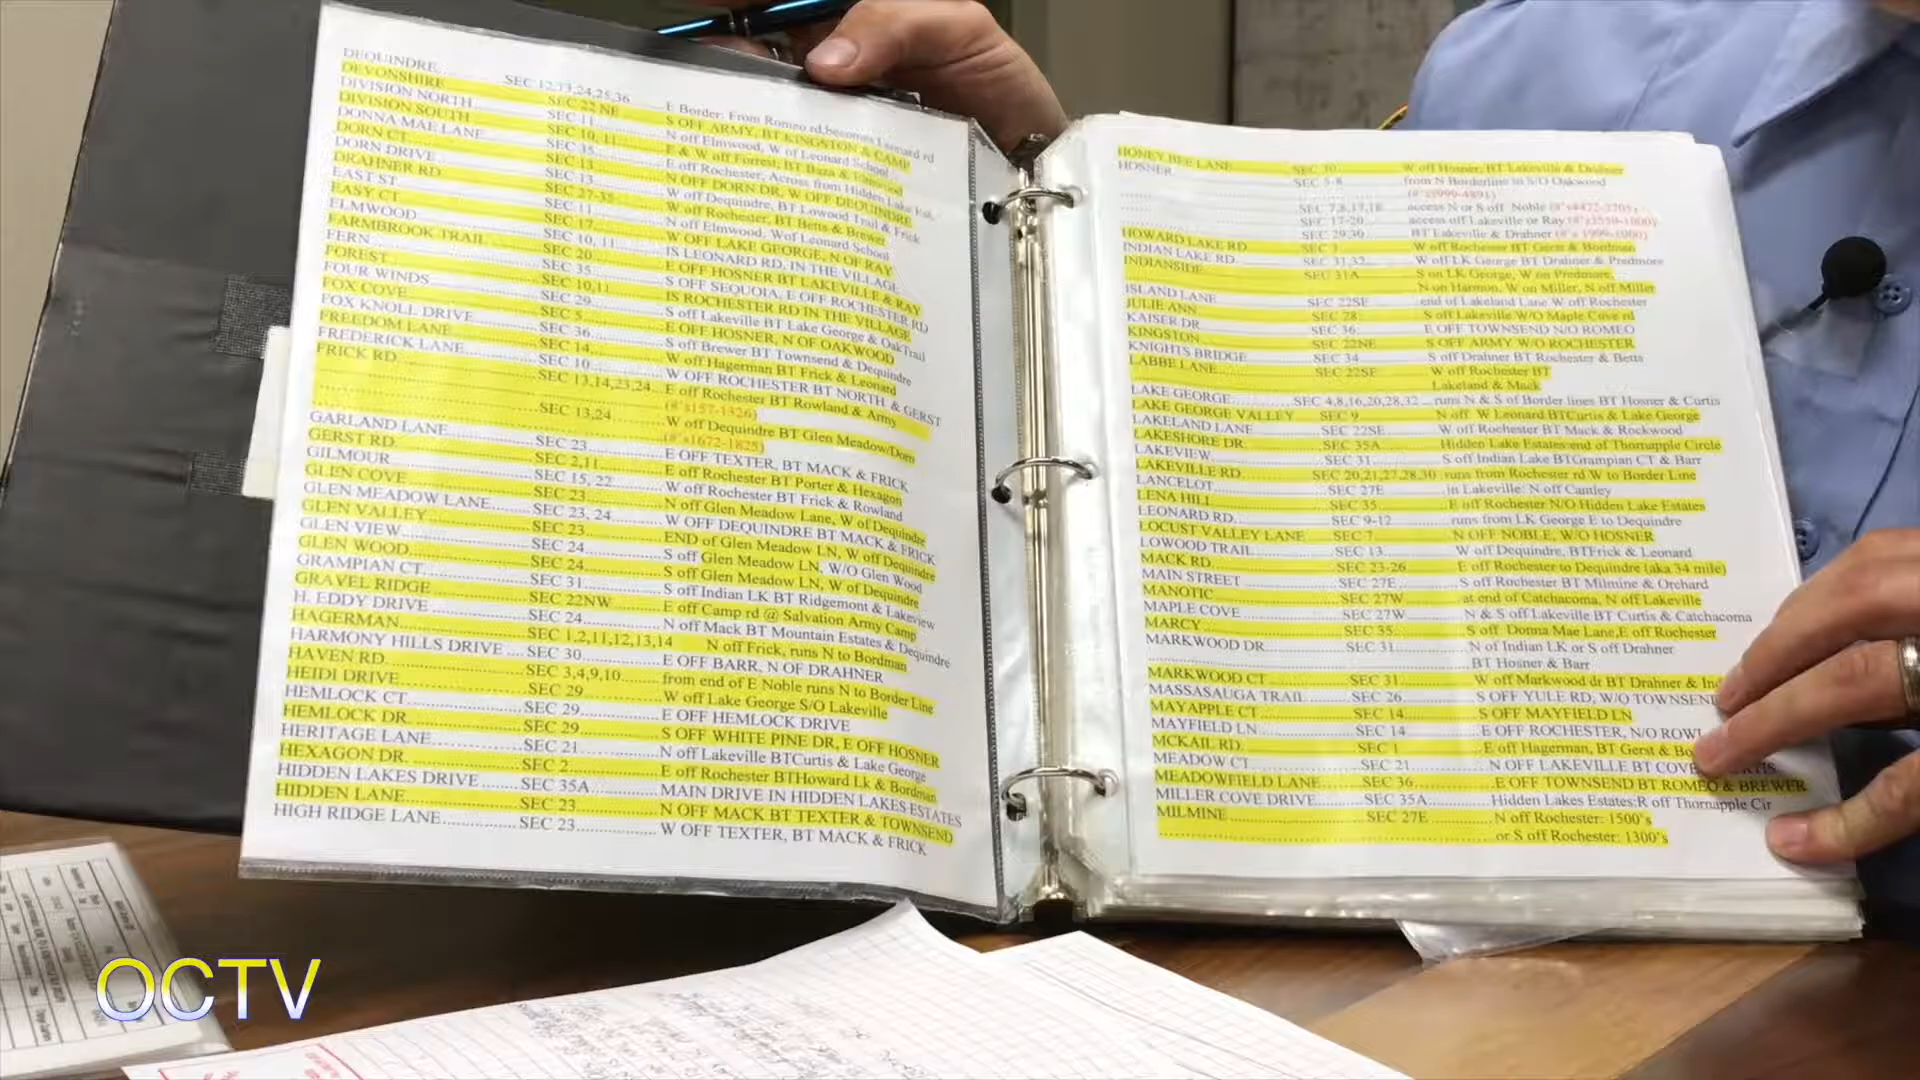 DEQUINDRE SEC 12,13,24,25,36 E Border: From Romeo rd,becomes Leonard rd
DEVONSHIRE SEC 22 NE S OFF ARMY, BT KINGSTON & CAMP
DIVISION NORTH SEC 11 N off Elmwood, W of Leonard School
DIVISION SOUTH SEC 10, 11 E & W off Forrest, BT Baza & Elmwood
DONNA MAE LANE SEC 35 E off Rochester, Across from Hidden Lake Est.
DORN CT SEC 13 N OFF DORN DR, W OFF DEQUINDRE
DORN DRIVE SEC 13 W off Dequindre, BT Lowood Trail & Frick
DRAHNER RD SEC 27-35 W off Rochester, BT Betts & Brewer
EAST ST SEC 11 N off Elmwood, Wof Leonard School
EASY CT SEC 17 W OFF LAKE GEORGE, N OF RAY
ELMWOOD SEC 10, 11 IS LEONARD RD, IN THE VILLAGE
FARMBROOK TRAIL SEC 20 E OFF HOSNER BT LAKEVILLE & RAY
FERN SEC 35 S OFF SEQUOIA, E OFF ROCHESTER RD
FOREST SEC 10,11 IS ROCHESTER RD IN THE VILLAGE
FOUR WINDS SEC 29 S off Lakeville BT Lake George & OakTrail
FOX COVE SEC 5 E OFF HOSNER, N OF OAKWOOD
FOX KNOLL DRIVE SEC 36 S off Brewer BT Townsend & Dequindre
FREEDOM LANE SEC 14 W off Hagerman BT Frick & Leonard
FREDERICK LANE SEC 10 W OFF ROCHESTER BT NORTH & GERST
FRICK RD SEC 13,14,23,24 E off Rochester BT Rowland & Army
(#'s157-1326)
SEC 13,24 W off Dequindre BT Glen Meadow/Dorn
(#'s1672-1825)
GARLAND LANE SEC 23 E OFF TEXTER, BT MACK & FRICK
GERST RD. SEC 2,11 E off Rochester BT Porter & Hexagon
GILMOUR SEC 15, 22 W off Rochester BT Frick & Rowland
GLEN COVE SEC 23 N off Glen Meadow Lane, W of Dequindre
GLEN MEADOW LANE SEC 23, 24 W OFF DEQUINDRE BT MACK & FRICK
GLEN VALLEY SEC 23 END of Glen Meadow LN, W off Dequindre
GLEN VIEW SEC 24 S off Glen Meadow LN, W/O Glen Wood
GLEN WOOD SEC 24 S off Glen Meadow LN, W of Dequindre
GRAMPIAN CT. SEC 31 S off Indian LK BT Ridgemont & Lakeview
GRAVEL RIDGE SEC 22NW E off Camp rd @ Salvation Army Camp
H. EDDY DRIVE SEC 24 N off Mack BT Mountain Estates & Dequindre
HAGERMAN SEC 1,2,11,12,13,14 N off Frick, runs N to Bordman
HARMONY HILLS DRIVE SEC 30 E OFF BARR, N OF DRAHNER
HAVEN RD. SEC 3,4,9,10 from end of E Noble runs N to Border Line
HEIDI DRIVE SEC 29 W off Lake George S/O Lakeville
HEMLOCK CT. SEC 29 E OFF HEMLOCK DRIVE
HEMLOCK DR. SEC 29 S OFF WHITE PINE DR, E OFF HOSNER
HERITAGE LANE SEC 21 N off Lakeville BTCurtis & Lake George
HEXAGON DR. SEC 2 E off Rochester BTHoward Lk & Bordman
HIDDEN LAKES DRIVE SEC 35A MAIN DRIVE IN HIDDEN LAKES ESTATES
HIDDEN LANE SEC 23 N OFF MACK BT TEXTER & TOWNSEND
HIGH RIDGE LANE SEC 23 W OFF TEXTER, BT MACK & FRICK
HONEY BEE LANE SEC 30 W off Hosner, BT Lakeville & Drahner
HOSNER SEC 5-8 from N Borderline to S/O Oakwood
(#'s(999-4891)
SEC 7,8,17,18 access N or S off Noble
SEC 17-20 access off Lakeville or Ray
SEC 29,30 BT Lakeville & Drahner (#'s 1999-1000)
HOWARD LAKE RD SEC 3 W off Rochester BT Gerst & Bordman
INDIAN LAKE RD. SEC 31,32 W off LK George BT Drahner & Predmore
INDIANSIDE SEC 31A S on LK George, W on Predmore,
N on Harmon, W on Miller, N off Miller
ISLAND LANE SEC 22SE end of Lakeland Lane W off Rochester
JULIE ANN SEC 28 S off Lakeville W/O Maple Cove rd
KAISER DR SEC 36 E OFF TOWNSEND N/O ROMEO
KINGSTON SEC 22NE S OFF ARMY W/O ROCHESTER
KNIGHTS BRIDGE SEC 34 S off Drahner BT Rochester & Betts
LABBE LANE SEC 22SE W off Rochester BT
Lakeland & Mack
LAKE GEORGE SEC 4,8,16,20,28,32 runs N & S of Border lines BT Hosner & Curtis
LAKE GEORGE VALLEY SEC 9 N off W Leonard BTCurtis & Lake George
LAKELAND LANE SEC 22SE W off Rochester BT Mack & Rockwood
LAKESHORE DR. SEC 35A Hidden Lake Estates:end of Thornapple Circle
LAKEVIEW SEC 31 S off Indian Lake BTGrampian CT & Barr
LAKEVILLE RD SEC 20,21,27,28,30 runs from Rochester rd W to Border Line
LANCELOT SEC 27E in Lakeville: N off Cantley
LENA HILL SEC 35 E off Rochester N/O Hidden Lake Estates
LEONARD RD. SEC 9-12 runs from LK George E to Dequindre
LOCUST VALLEY LANE SEC 7 N OFF NOBLE, W/O HOSNER
LOWOOD TRAIL SEC 13 W off Dequindre, BTFrick & Leonard
MACK RD SEC 23-26 E off Rochester to Dequindre (aka 34 mile)
MAIN STREET SEC 27E S off Rochester BT Milmine & Orchard
MANOTIC SEC 27W at end of Catchacoma, N off Lakeville
MAPLE COVE SEC 27W N & S off Lakeville BT Curtis & Catchacoma
MARCY SEC 35 S off Donna Mae Lane,E off Rochester
MARKWOOD DR SEC 31 N of Indian LK or S off Drahner
BT Hosner & Barr
MARKWOOD CT SEC 31 W off Markwood dr BT Drahner &
MASSASAUGA TRAIL SEC 26 S OFF YULE RD, W/O TOWNSEND
MAYAPPLE CT SEC 14 S OFF MAYFIELD LN
MAYFIELD LN SEC 14 E OFF ROCHESTER, N/O
MCKAIL RD SEC 1 E off Hagerman, BT Gerst &
MEADOW CT SEC 21 N OFF LAKEVILLE BT
MEADOWFIELD LANE SEC 36 E OFF TOWNSEND BT ROMEO & BREWER
MILLER COVE DRIVE SEC 35A Hidden Lakes Estates:R off Thornapple Cir
MILMINE SEC 27E N off Rochester: 1500's
or S off Rochester: 1300's
OCTV